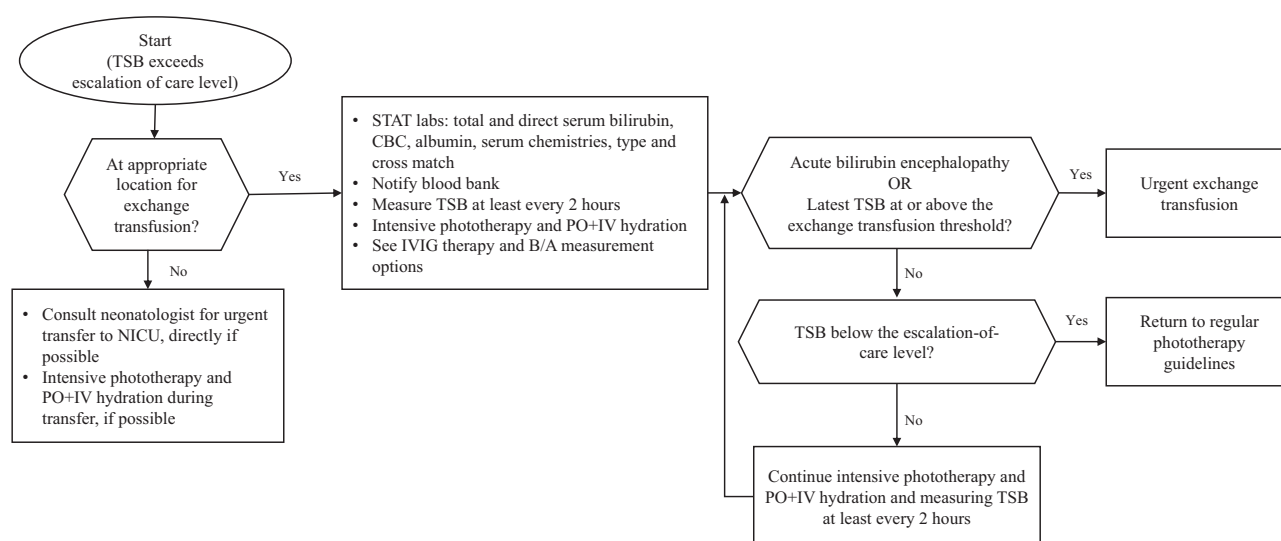 Start
(TSB exceeds
escalation of care level)
At appropriate
location for
exchange
transfusion?
Yes
No
• Consult neonatologist for urgent
transfer to NICU, directly if
possible
• Intensive phototherapy and
PO+IV hydration during
transfer, if possible
• STAT labs: total and direct serum bilirubin,
CBC, albumin, serum chemistries, type and
cross match
• Notify blood bank
• Measure TSB at least every 2 hours
• Intensive phototherapy and PO+IV hydration
• See IVIG therapy and B/A measurement
options
Acute bilirubin encephalopathy
OR
Latest TSB at or above the
exchange transfusion threshold?
Yes
Urgent exchange
transfusion
No
TSB below the escalation-of-
care level?
Yes
Return to regular
phototherapy
guidelines
No
Continue intensive phototherapy and
PO+IV hydration and measuring TSB
at least every 2 hours